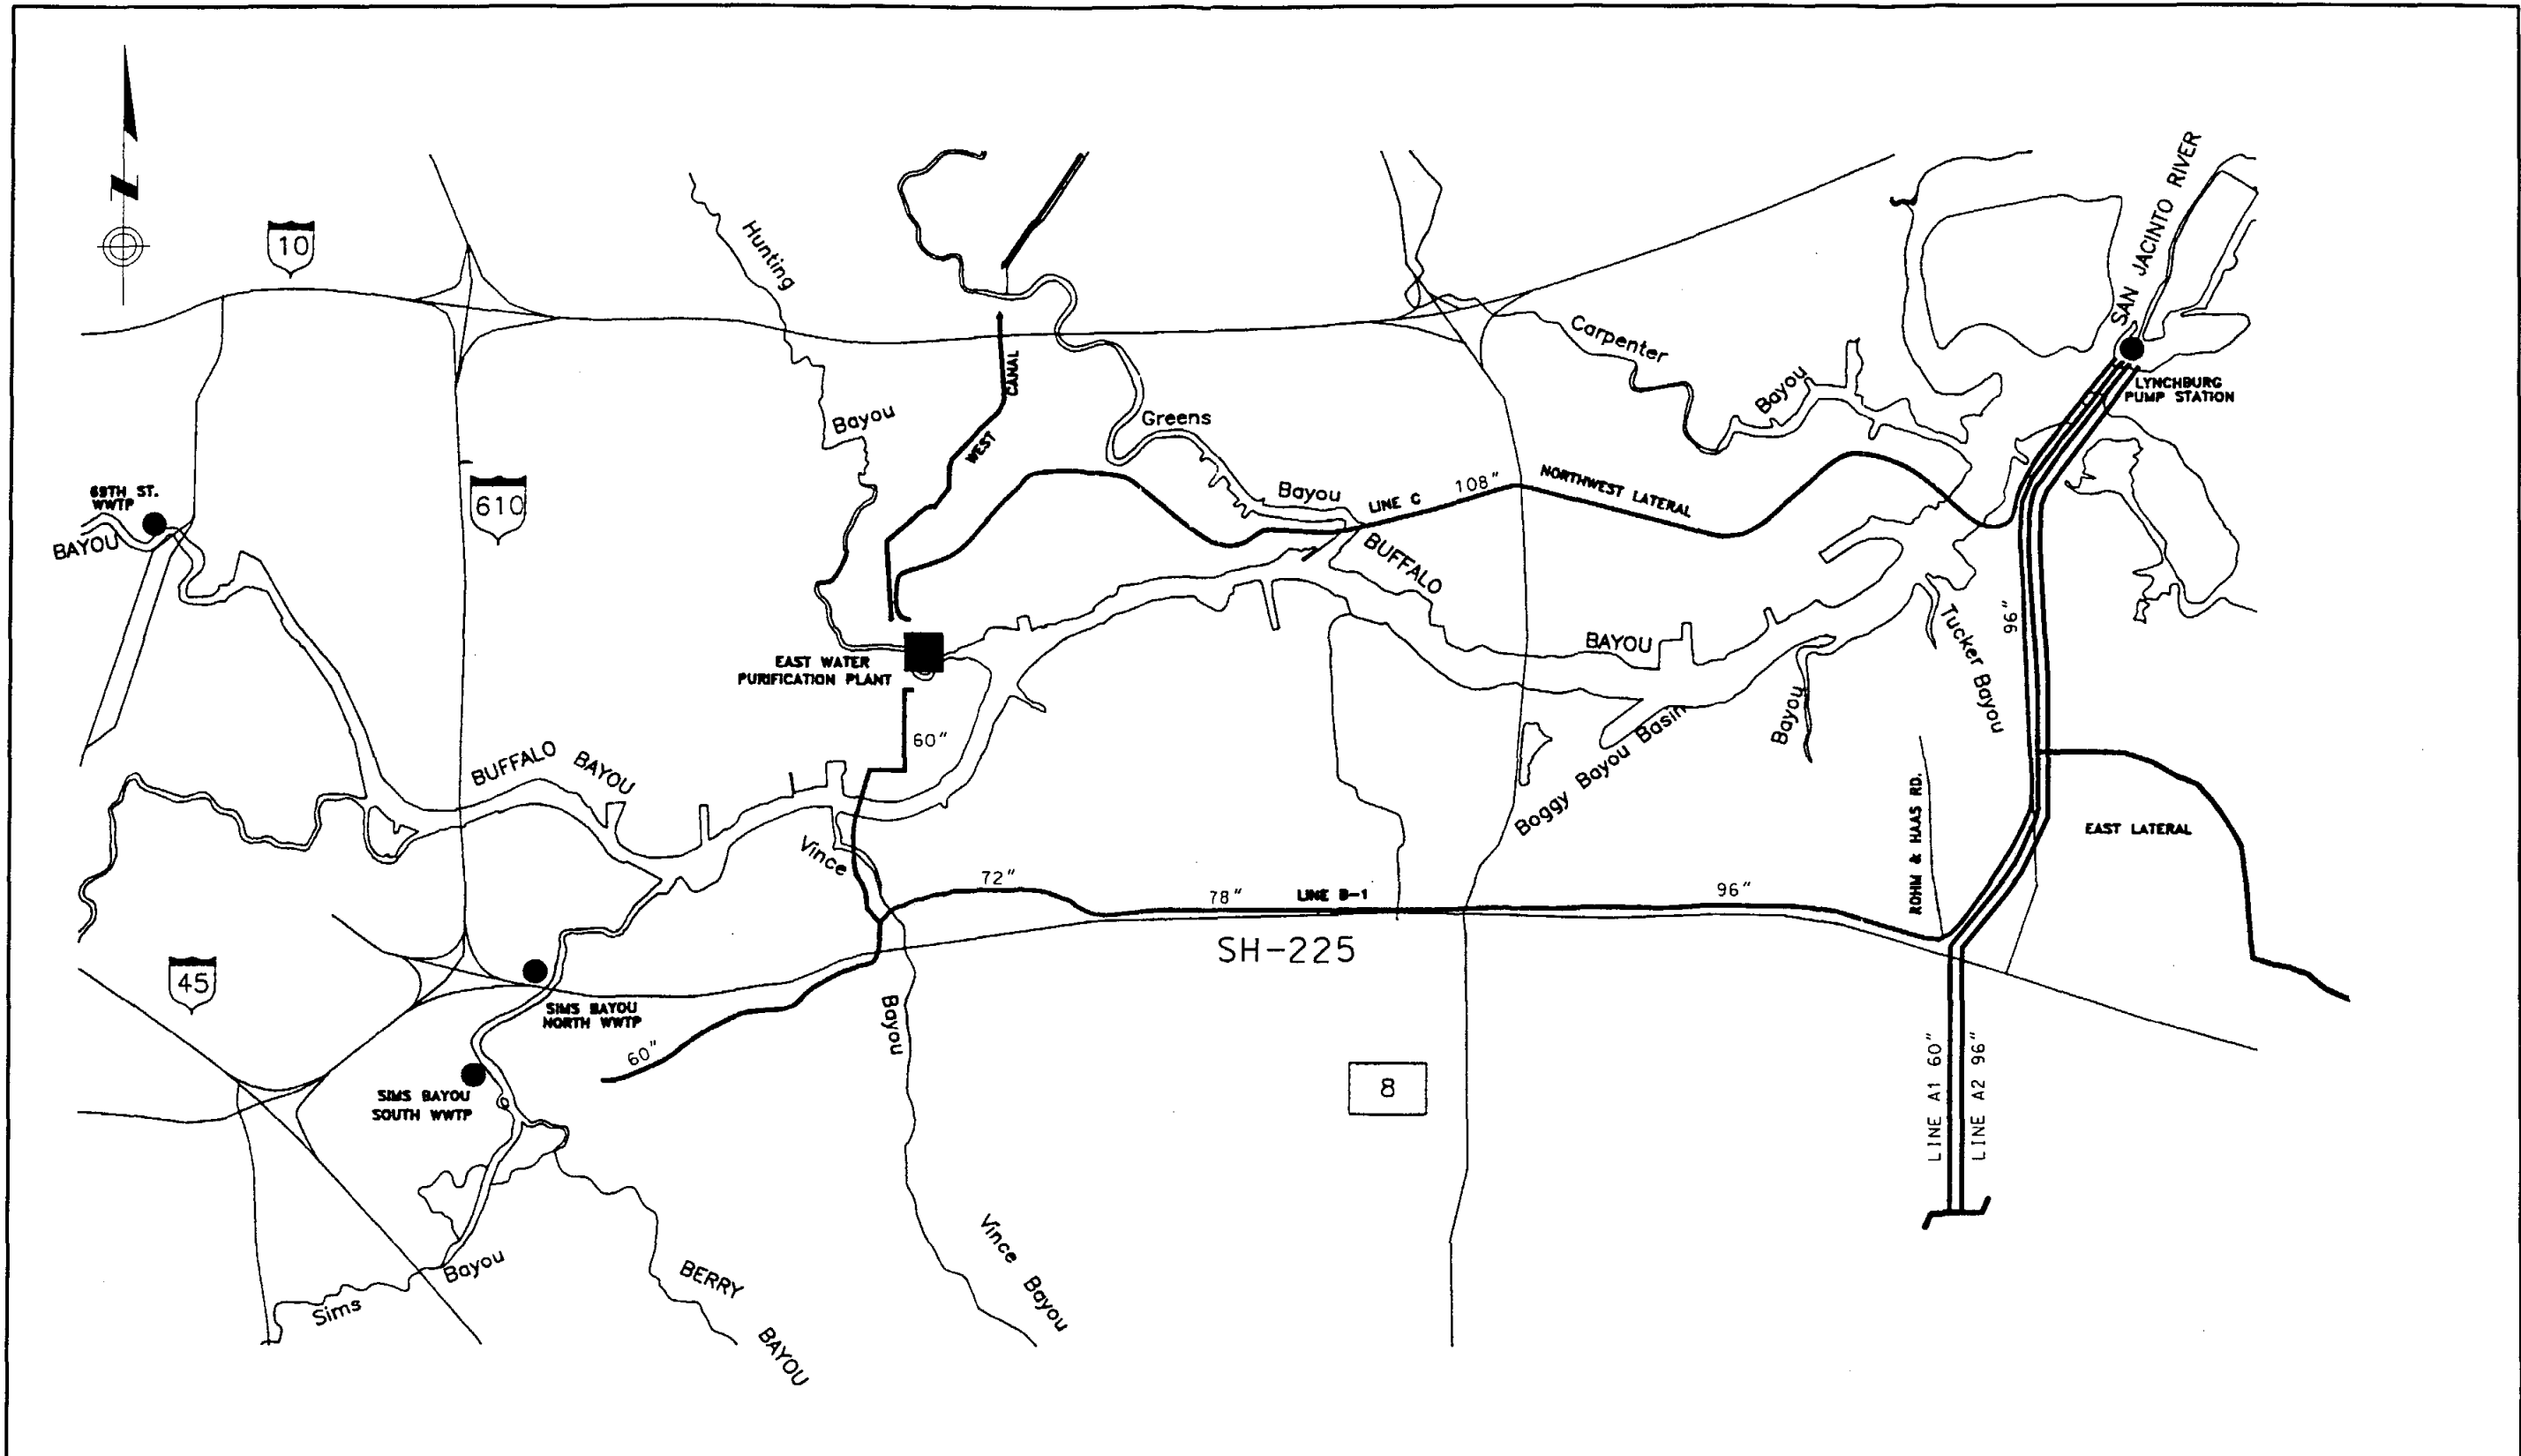 N
10
Hunting
Bayou
CANAL
WEST
Greens
Bayou
Carpenter
Bayou
SAN JACINTO RIVER
LYNCHBURG
PUMP STATION
69TH ST.
WWTP
BAYOU
610
LINE C
108"
NORTHWEST LATERAL
BUFFALO
BAYOU
96"
Tucker Bayou
EAST WATER
PURIFICATION PLANT
60"
Bayou
Boggy Bayou Basin
BUFFALO BAYOU
Vince
72"
78"
LINE B-1
96"
ROHM & HAAS RD.
EAST LATERAL
SH-225
45
SIMS BAYOU
NORTH WWTP
60"
Bayou
SIMS BAYOU
SOUTH WWTP
8
LINE A1 60"
LINE A2 96"
Sims
Bayou
BERRY
BAYOU
Vince Bayou